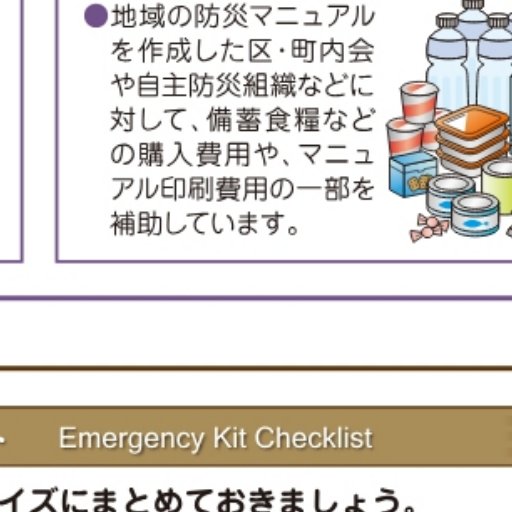 ●地域の防災マニュアル
を作成した区・町内会
や自主防災組織などに
対して、備蓄食糧など
の購入費用や、マニュ
アル印刷費用の一部を
補助しています。
Emergency Kit Checklist
イズにまとめておきましょう。